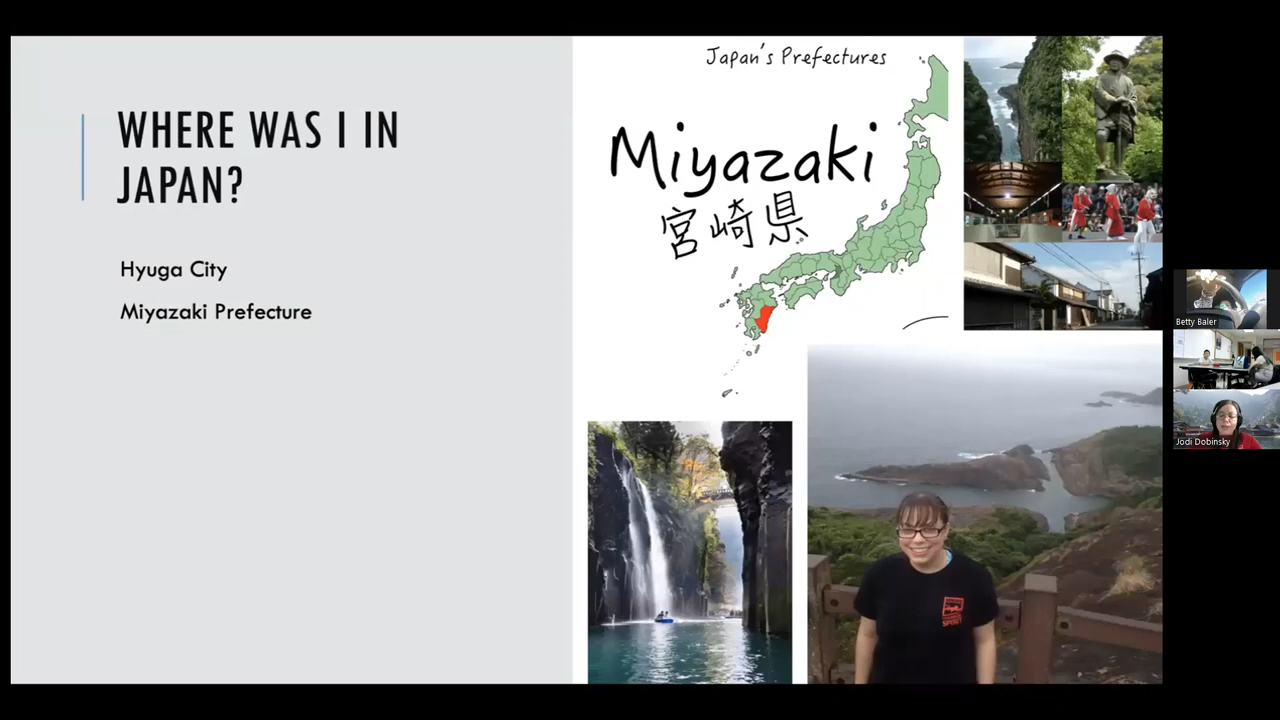 WHERE WAS I IN
JAPAN?
Hyuga City
Miyazaki Prefecture
Japan's Prefectures
Miyazaki
宮崎県
Betty Baler
Jodi Dobinsky